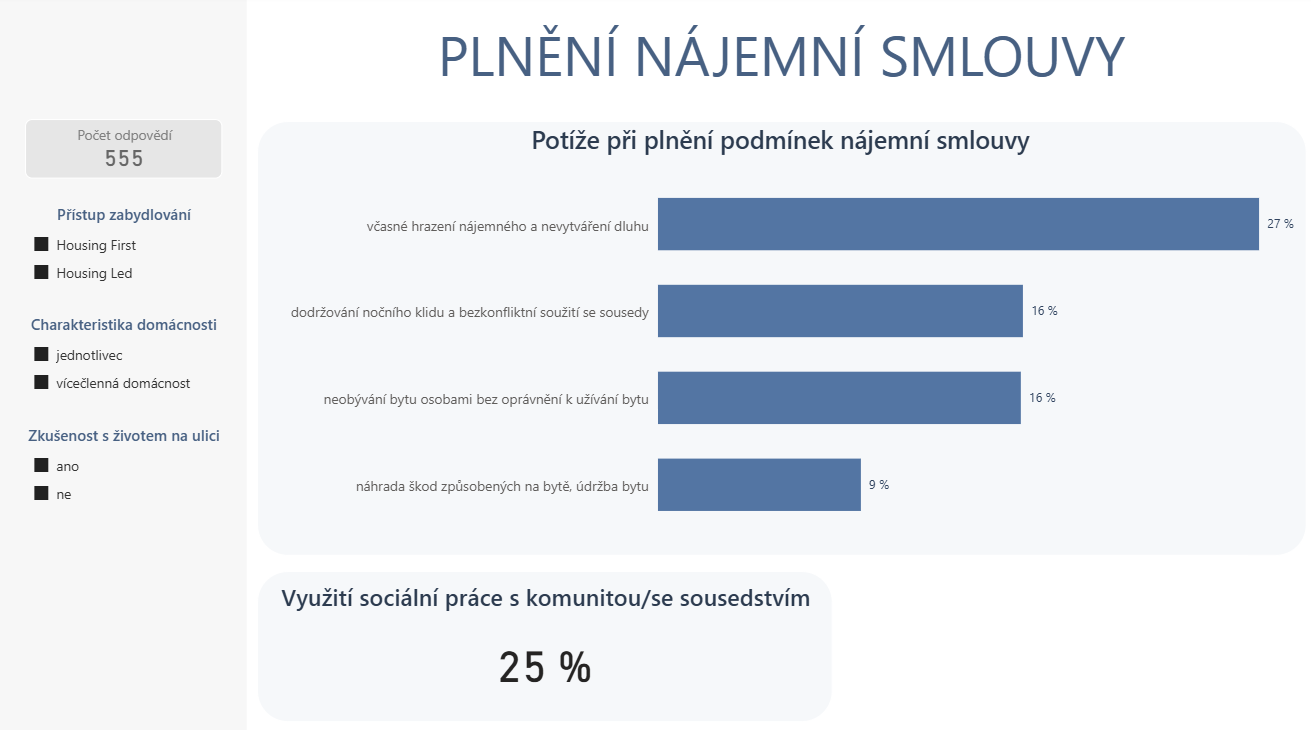 PLNĚNÍ NÁJEMNÍ SMLOUVY
Počet odpovědí
555
Přístup zabydlování
Housing First
Housing Led
Charakteristika domácnosti
jednotlivec
vícečlenná domácnost
Zkušenost s životem na ulici
ano
ne
Potíže při plnění podmínek nájemní smlouvy
včasné hrazení nájemného a nevytváření dluhu
27 %
dodržování nočního klidu a bezkonfliktní soužití se sousedy
16 %
neobývání bytu osobami bez oprávnění k užívání bytu
16 %
náhrada škod způsobených na bytě, údržba bytu
9 %
Využití sociální práce s komunitou/se sousedstvím
25 %